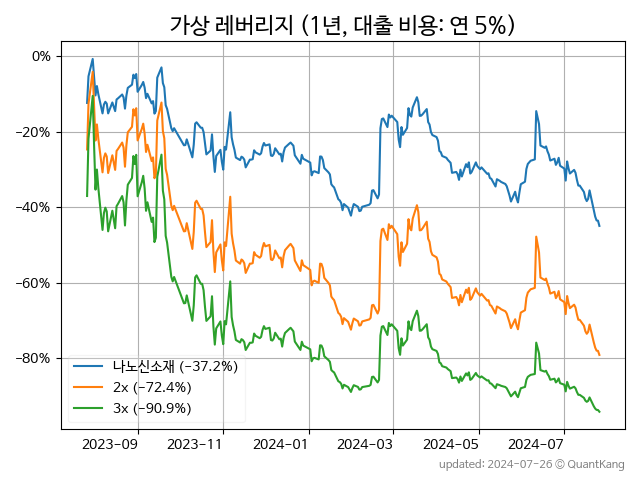 가상 레버리지 (1년, 대출 비용: 연 5%)
0%
−20%
−40%
−60%
−80%
나노신소재 (−37.2%)
2x (−72.4%)
3x (−90.9%)
2023-09
2023-11
2024-01
2024-03
2024-05
2024-07
updated: 2024-07-26 © QuantKang